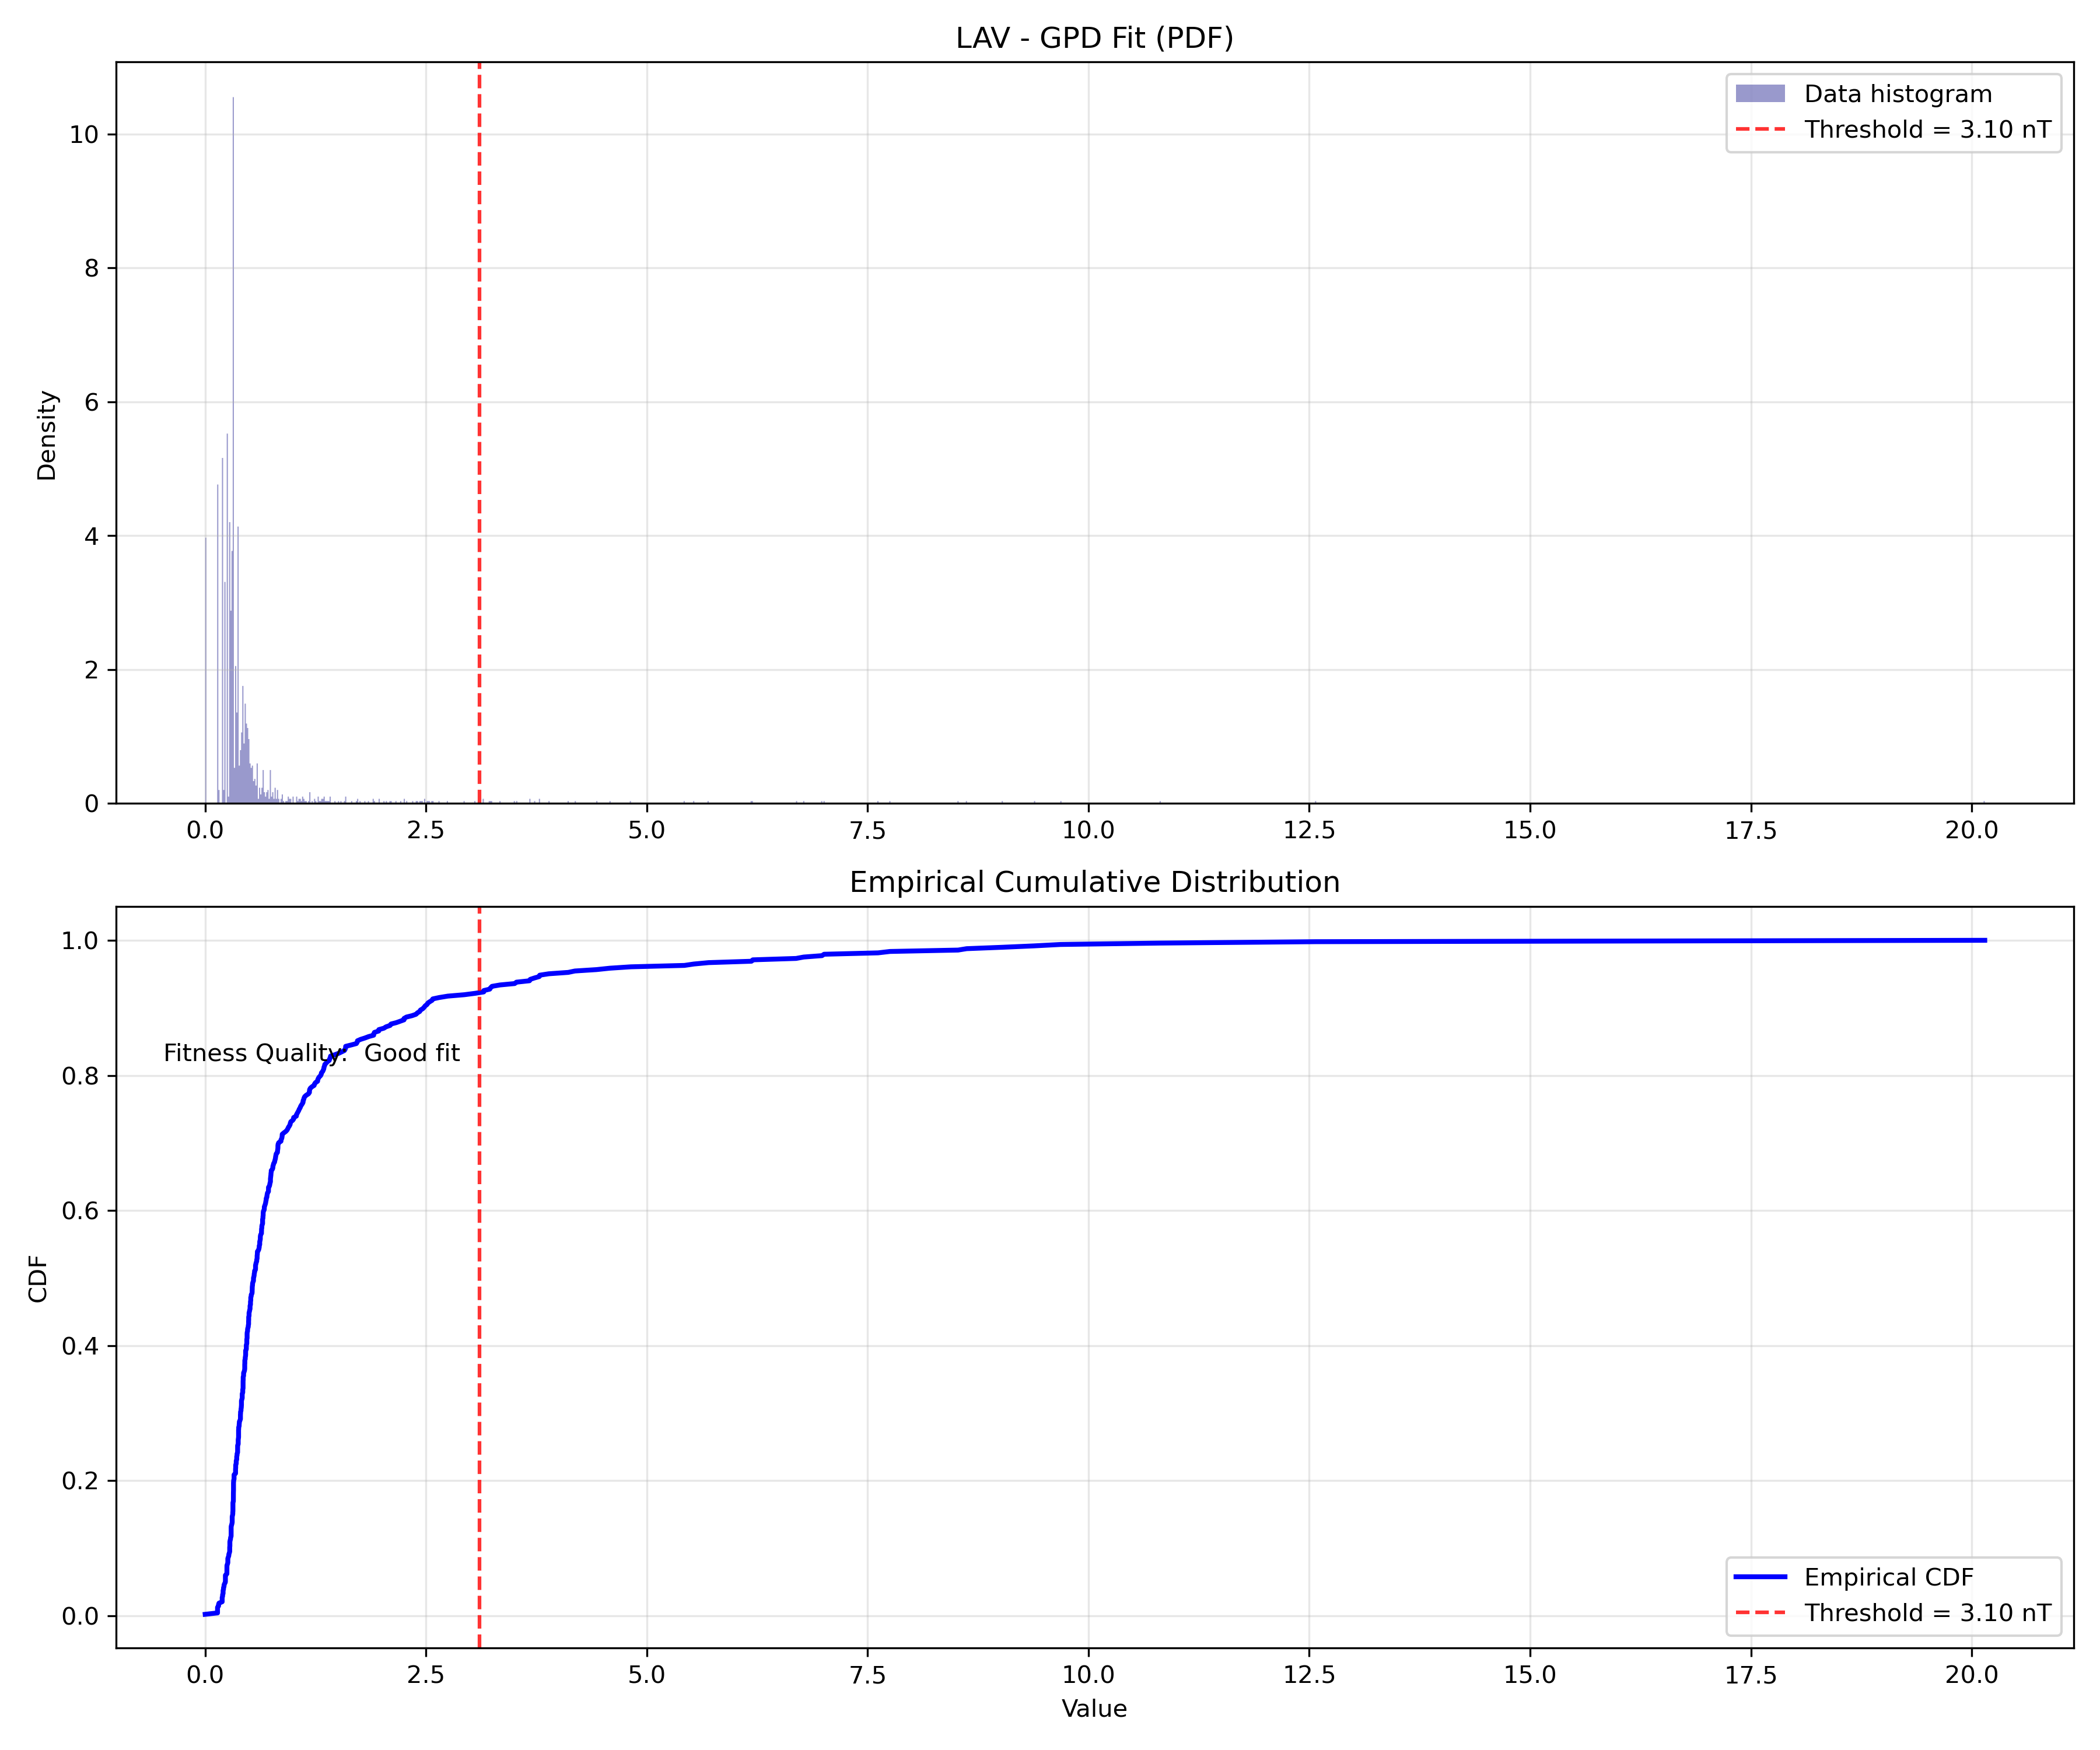 LAV - GPD Fit (PDF)
Data histogram
Threshold = 3.10 nT
Density
10
8
6
4
2
0
0.0 2.5 5.0 7.5 10.0 12.5 15.0 17.5 20.0
Empirical Cumulative Distribution
Fitness Quality: Good fit
CDF
1.0
0.8
0.6
0.4
0.2
0.0
Empirical CDF
Threshold = 3.10 nT
0.0 2.5 5.0 7.5 10.0 12.5 15.0 17.5 20.0
Value